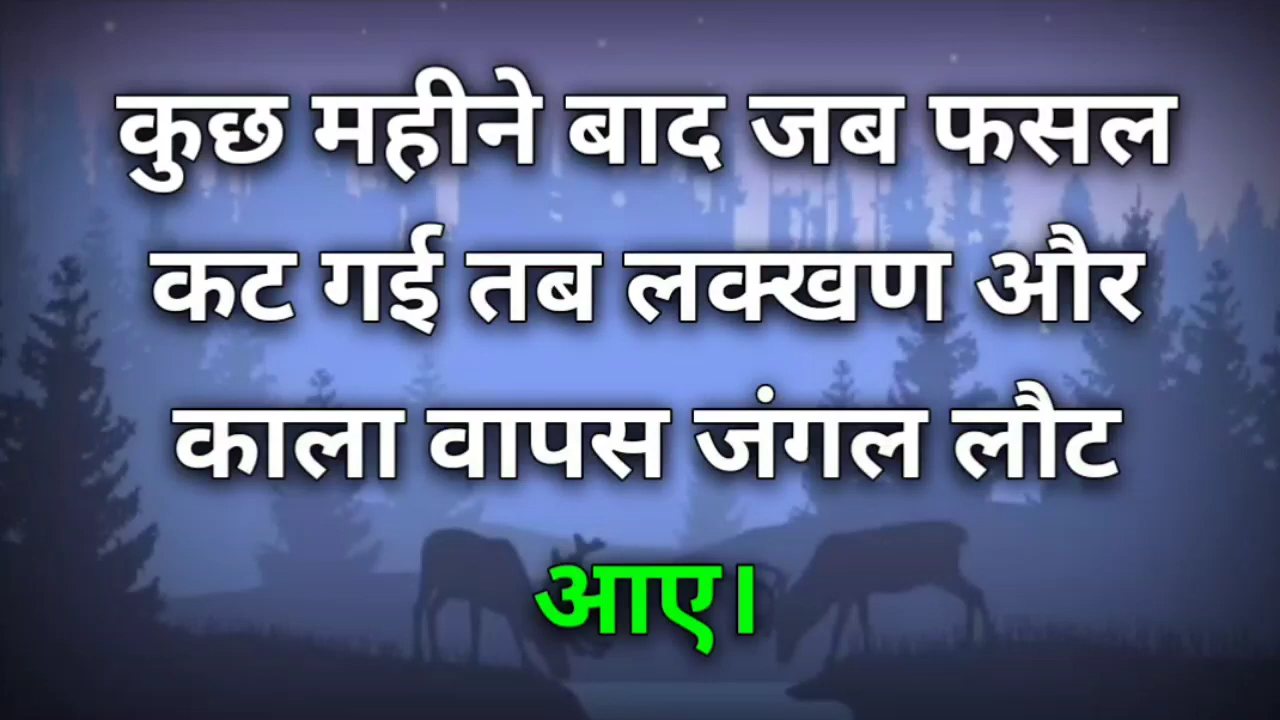 कुछ महीने बाद जब फसल
कट गई तब लक्खण और
काला वापस जंगल लौट
आए।